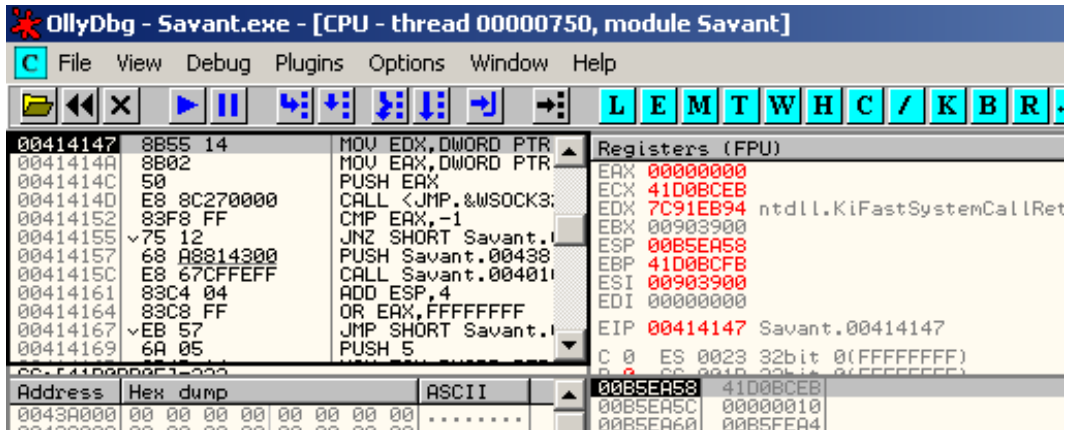 OllyDbg - Savant.exe - [CPU - thread 00000750, module Savant]
C File View Debug Plugins Options Window Help
L E M T W H C / K B R
00414147 8B55 14 MOV EDX,DWORD PTR
0041414A 8B02 MOV EAX,DWORD PTR
0041414C 50 PUSH EAX
0041414D E8 8C270000 CALL <JMP.&WSOCK3
00414152 83F8 FF CMP EAX,-1
00414155 75 12 JNZ SHORT Savant.
00414157 68 A8814300 PUSH Savant.00438
0041415C E8 67CFFEFF CALL Savant.00401
00414161 83C4 04 ADD ESP,4
00414164 83C8 FF OR EAX,FFFFFFFF
00414167 EB 57 JMP SHORT Savant.
00414169 6A 05 PUSH 5
Registers (FPU)
EAX 00000000
ECX 41D0BCEB
EDX 7C91EB94 ntdll.KiFastSystemCallRet
EBX 00903900
ESP 00B5EA58
EBP 41D0BCFB
ESI 00903900
EDI 00000000
EIP 00414147 Savant.00414147
C 0 ES 0023 32bit 0(FFFFFFFF)
Address Hex dump ASCII
0043A000 00 00 00 00 00 00 00 00 ........
00B5EA58 41D0BCEB
00B5EA5C 00000010
00B5EA60 00B5FEA4